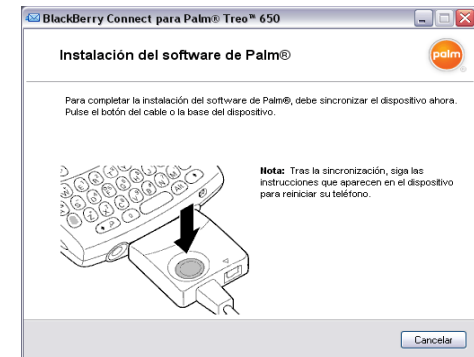 BlackBerry Connect para Palm® Treo™ 650
Instalación del software de Palm®
palm
Para completar la instalación del software de Palm®, debe sincronizar el dispositivo ahora.
Pulse el botón del cable o la base del dispositivo.
Nota: Tras la sincronización, siga las
instrucciones que aparecen en el dispositivo
para reiniciar su teléfono.
Cancelar